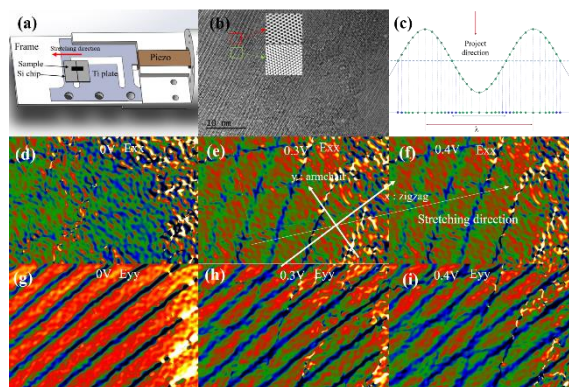 (a)
Frame
Stretching direction
Sample
Si chip
Ti plate
Piezo
(b)
10 nm
(c)
Project
direction
λ
(d)
0V Exx
(e)
0.3V Exx
y : armchair
x : zigzag
(f)
0.4V Exx
Stretching direction
(g)
0V Eyy
(h)
0.3V Eyy
(i)
0.4V Eyy